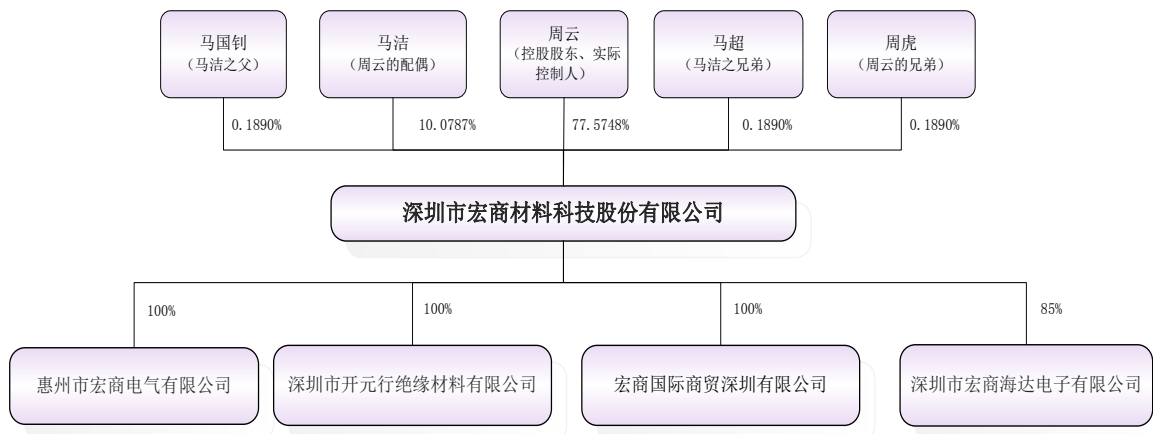 马国钊
（马洁之父）
马洁
（周云的配偶）
周云
（控股股东、实际
控制人）
马超
（马洁之兄弟）
周虎
（周云的兄弟）
0.1890%
10.0787%
77.5748%
0.1890%
0.1890%
深圳市宏商材料科技股份有限公司
100%
100%
100%
85%
惠州市宏商电气有限公司
深圳市开元行绝缘材料有限公司
宏商国际商贸深圳有限公司
深圳市宏商海达电子有限公司